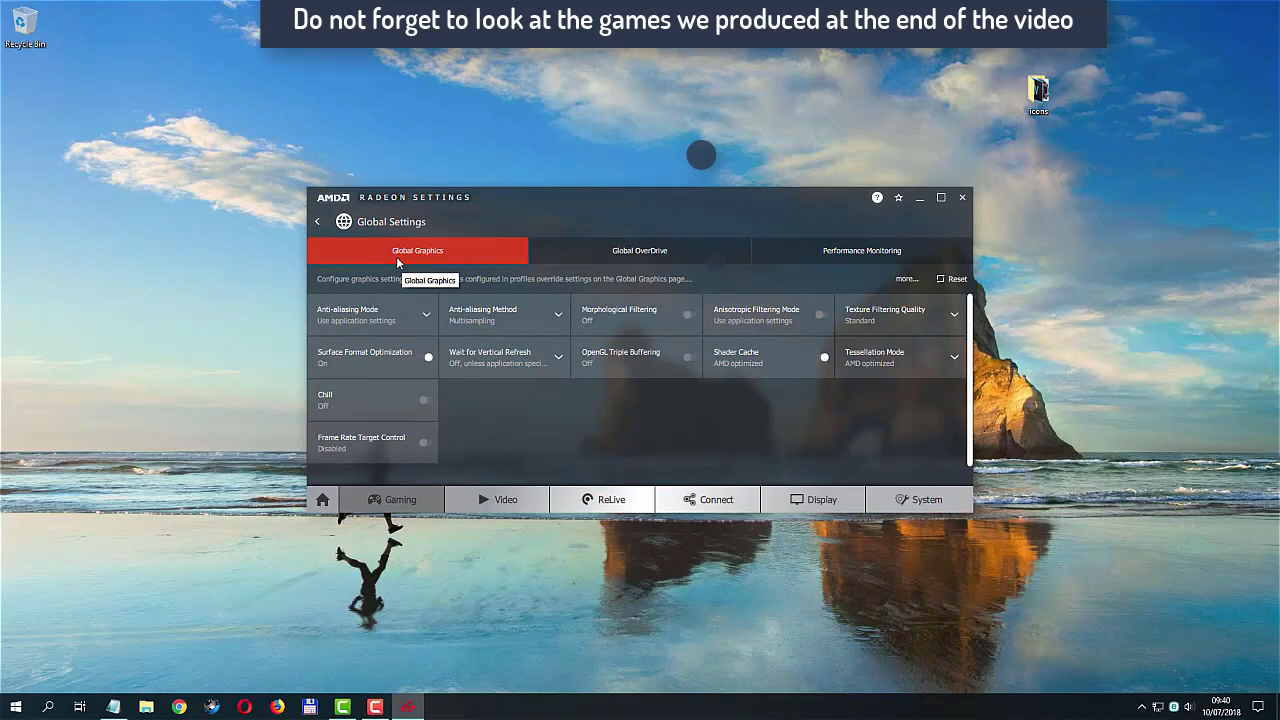 Do not forget to look at the games we produced at the end of the video
Recycle Bin
icons
AMD RADEON SETTINGS
Global Settings
Global Graphics
Global OverDrive
Performance Monitoring
Configure graphics settin
Global Graphics
s configured in profiles override settings on the Global Graphics page....
more...
Reset
Anti-aliasing Mode
Use application settings
Anti-aliasing Method
Multisampling
Morphological Filtering
Off
Anisotropic Filtering Mode
Use application settings
Texture Filtering Quality
Standard
Surface Format Optimization
On
Wait for Vertical Refresh
Off, unless application speci...
OpenGL Triple Buffering
Off
Shader Cache
AMD optimized
Tessellation Mode
AMD optimized
Chill
Off
Frame Rate Target Control
Disabled
Gaming
Video
ReLive
Connect
Display
System
09:40
10/07/2018